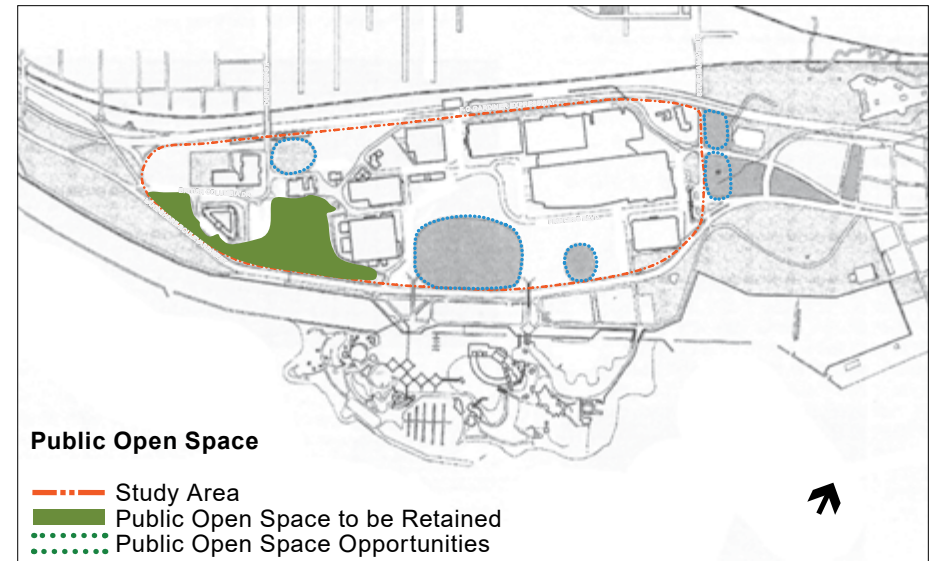 Public Open Space
Study Area
Public Open Space to be Retained
Public Open Space Opportunities